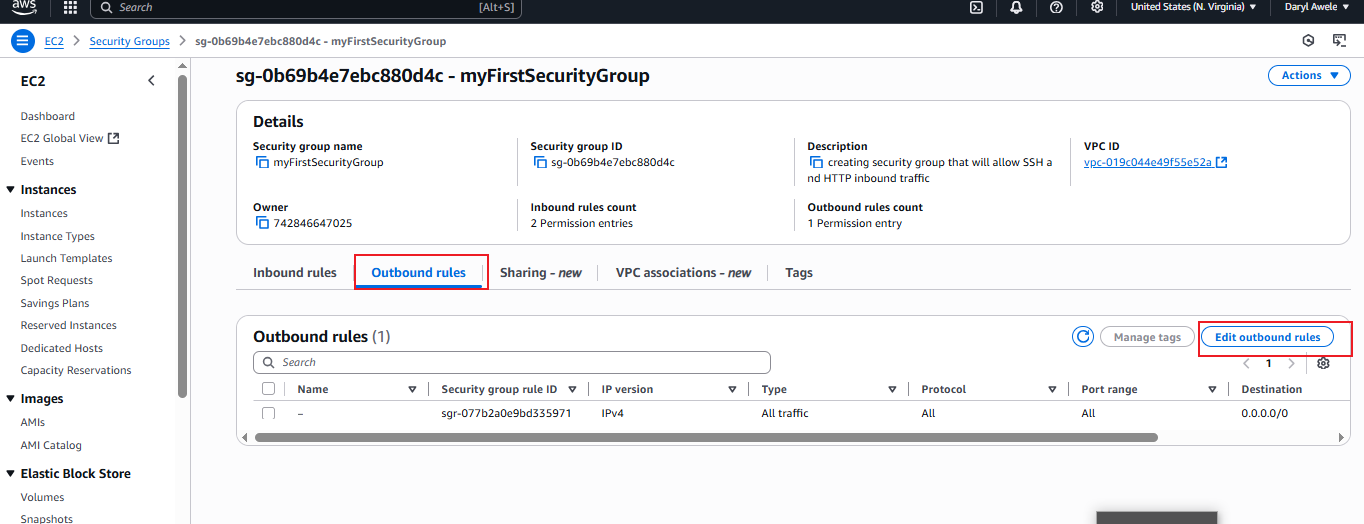 aws
Search [Alt+S]
United States (N. Virginia) Daryl Awele
EC2 Security Groups sg-0b69b4e7ebc880d4c - myFirstSecurityGroup
EC2
Dashboard
EC2 Global View
Events
Instances
Instances
Instance Types
Launch Templates
Spot Requests
Savings Plans
Reserved Instances
Dedicated Hosts
Capacity Reservations
Images
AMIs
AMI Catalog
Elastic Block Store
Volumes
Snapshots
sg-0b69b4e7ebc880d4c - myFirstSecurityGroup
Actions
Details
Security group name
myFirstSecurityGroup
Security group ID
sg-0b69b4e7ebc880d4c
Description
creating security group that will allow SSH a
nd HTTP inbound traffic
VPC ID
vpc-019c044e49f55e52a
Owner
742846647025
Inbound rules count
2 Permission entries
Outbound rules count
1 Permission entry
Inbound rules Outbound rules Sharing - new VPC associations - new Tags
Outbound rules (1)
Manage tags Edit outbound rules
Search
1
Name Security group rule ID IP version Type Protocol Port range Destination
– sgr-077b2a0e9bd335971 IPv4 All traffic All All 0.0.0.0/0